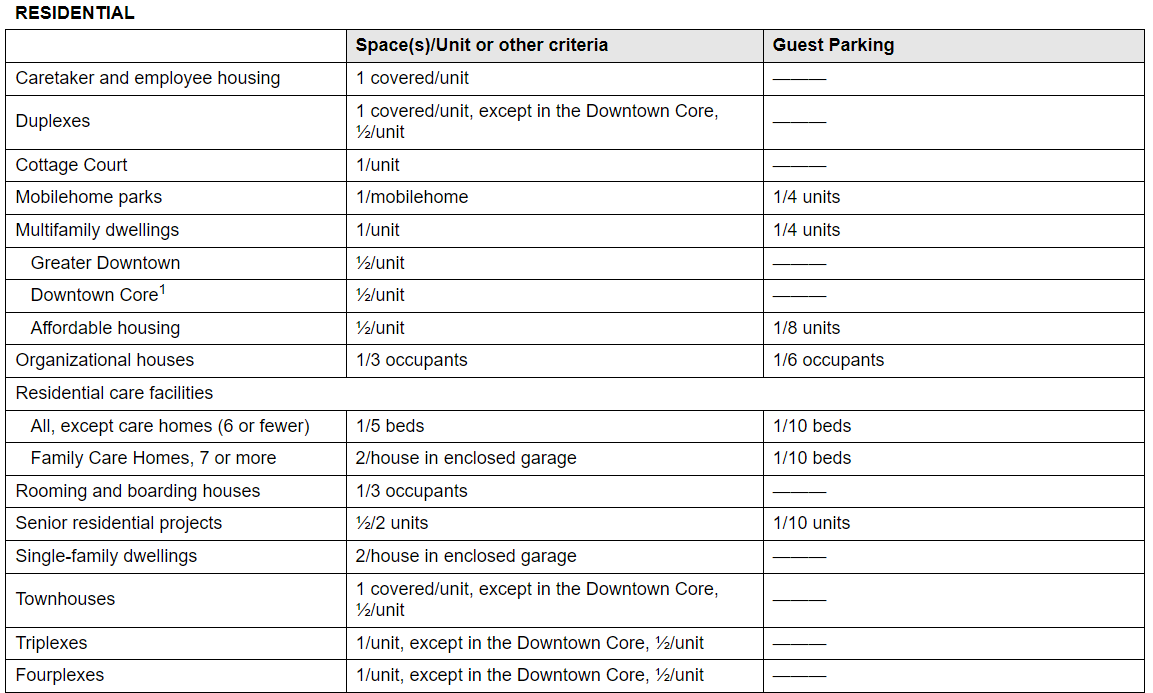 RESIDENTIAL
Space(s)/Unit or other criteria Guest Parking
Caretaker and employee housing 1 covered/unit ———
Duplexes 1 covered/unit, except in the Downtown Core, ———
½/unit
Cottage Court 1/unit ———
Mobilehome parks 1/mobilehome 1/4 units
Multifamily dwellings 1/unit 1/4 units
Greater Downtown ½/unit ———
Downtown Core¹ ½/unit ———
Affordable housing ½/unit 1/8 units
Organizational houses 1/3 occupants 1/6 occupants
Residential care facilities
All, except care homes (6 or fewer) 1/5 beds 1/10 beds
Family Care Homes, 7 or more 2/house in enclosed garage 1/10 beds
Rooming and boarding houses 1/3 occupants ———
Senior residential projects ½/2 units 1/10 units
Single-family dwellings 2/house in enclosed garage ———
Townhouses 1 covered/unit, except in the Downtown Core, ———
½/unit
Triplexes 1/unit, except in the Downtown Core, ½/unit ———
Fourplexes 1/unit, except in the Downtown Core, ½/unit ———